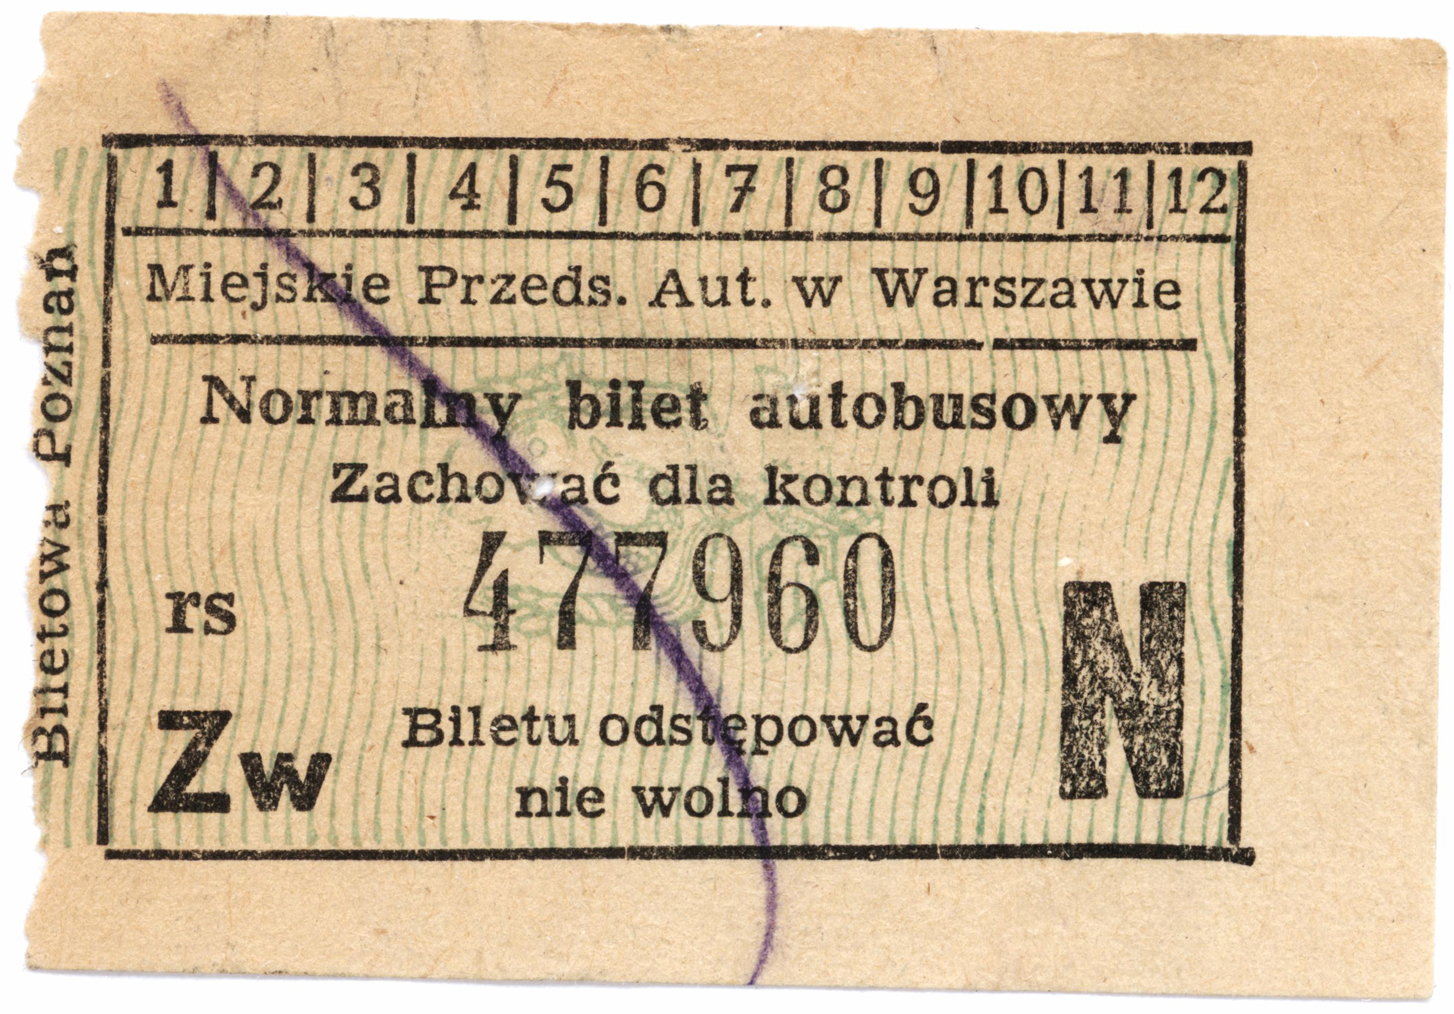 1|2|3|4|5|6|7|8|9|10|11|12
Miejskie Przeds. Aut. w Warszawie
Normalny bilet autobusowy
Zachować dla kontroli
477960
rs
N
Zw
Biletu odstępować
nie wolno
Biletowa Poznań